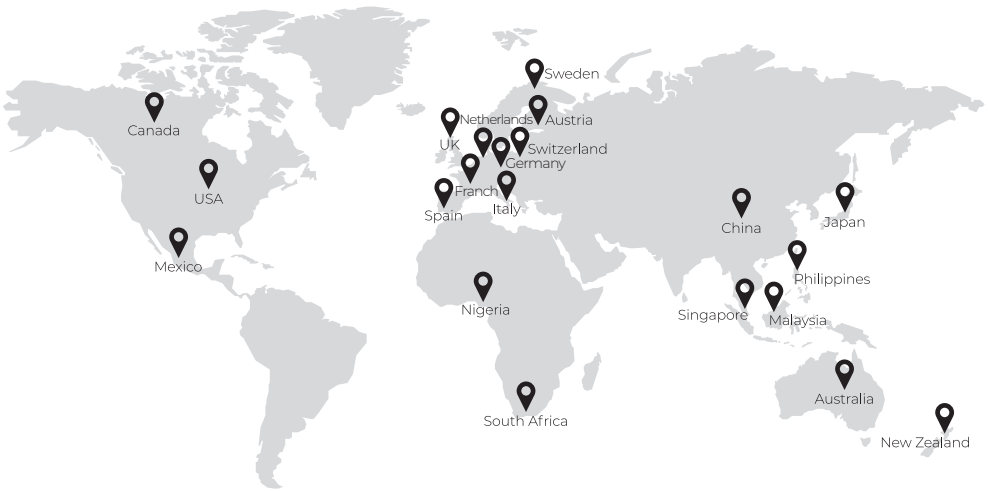 Sweden
Canada
Netherlands
Austria
UK
Switzerland
Germany
USA
Franch
Italy
Spain
China
Japan
Mexico
Philippines
Nigeria
Singapore
Malaysia
Australia
South Africa
New Zealand